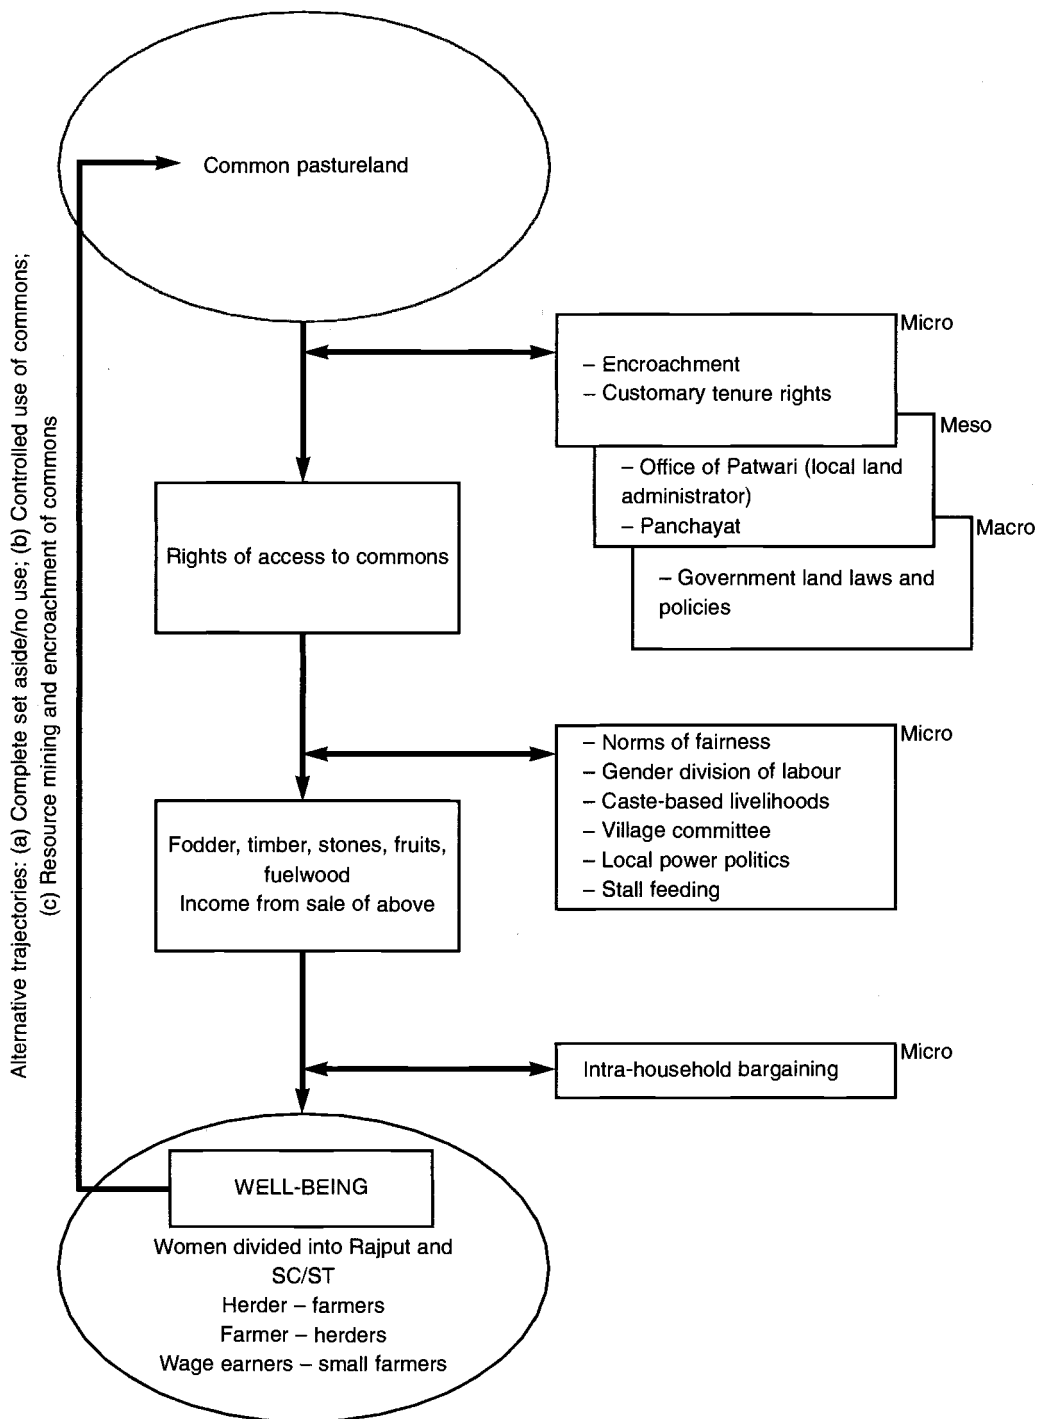 Common pastureland
Alternative trajectories: (a) Complete set aside/no use; (b) Controlled use of commons;
(c) Resource mining and encroachment of commons
Micro
– Encroachment
– Customary tenure rights
Meso
– Office of Patwari (local land
administrator)
– Panchayat
Macro
– Government land laws and
policies
Rights of access to commons
Micro
– Norms of fairness
– Gender division of labour
– Caste-based livelihoods
– Village committee
– Local power politics
– Stall feeding
Fodder, timber, stones, fruits,
fuelwood
Income from sale of above
Micro
Intra-household bargaining
WELL-BEING
Women divided into Rajput and
SC/ST
Herder – farmers
Farmer – herders
Wage earners – small farmers